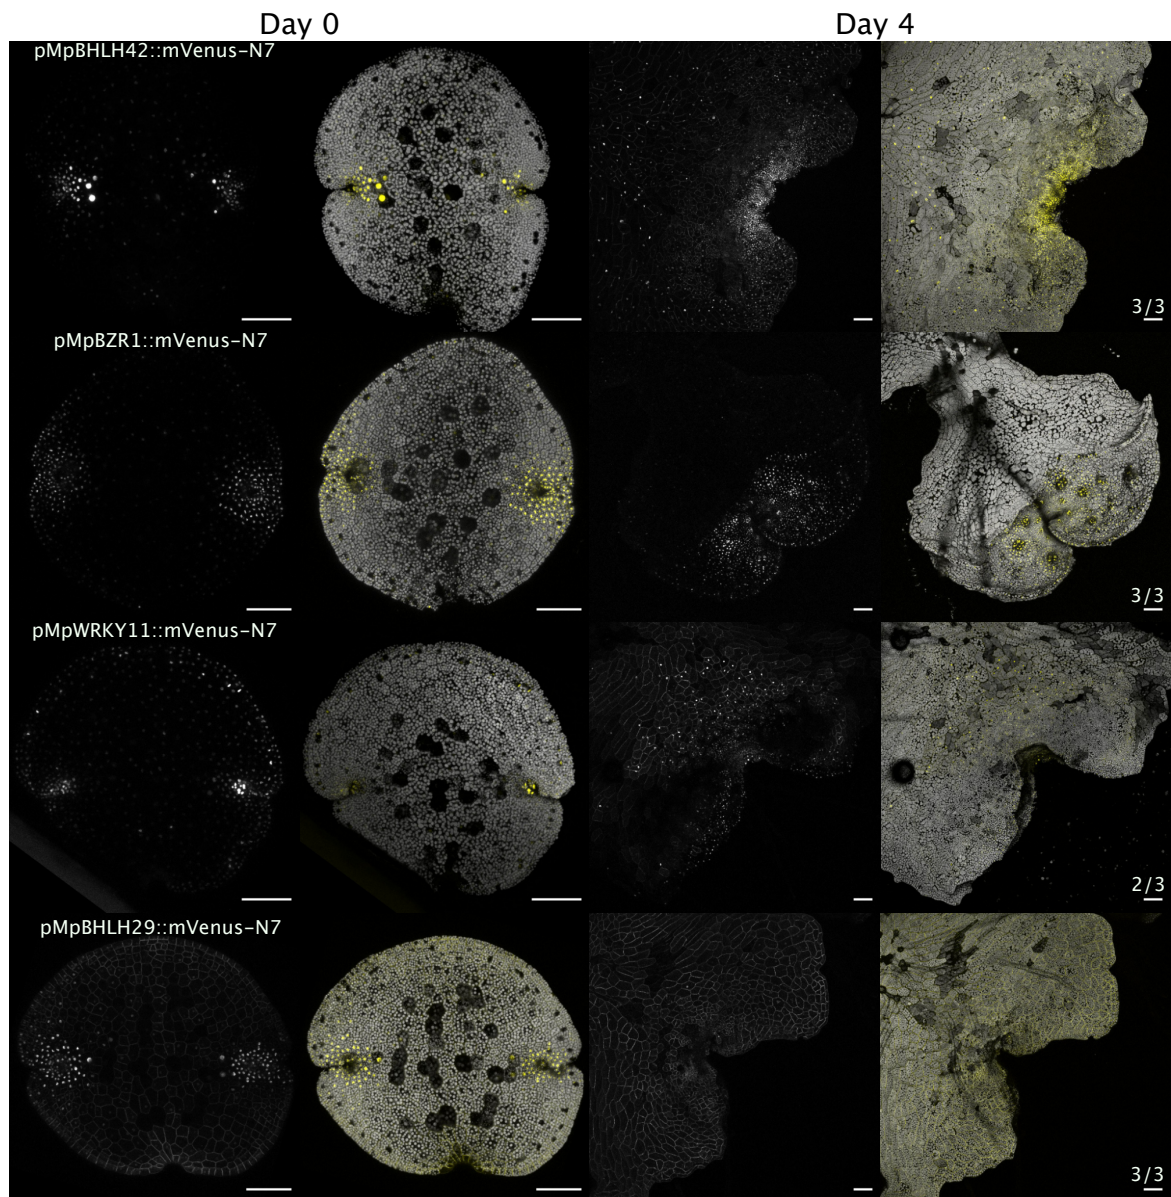 Day 0
Day 4
pMpBHLH42::mVenus-N7
3/3
pMpBZR1::mVenus-N7
3/3
pMpWRKY11::mVenus-N7
2/3
pMpBHLH29::mVenus-N7
3/3